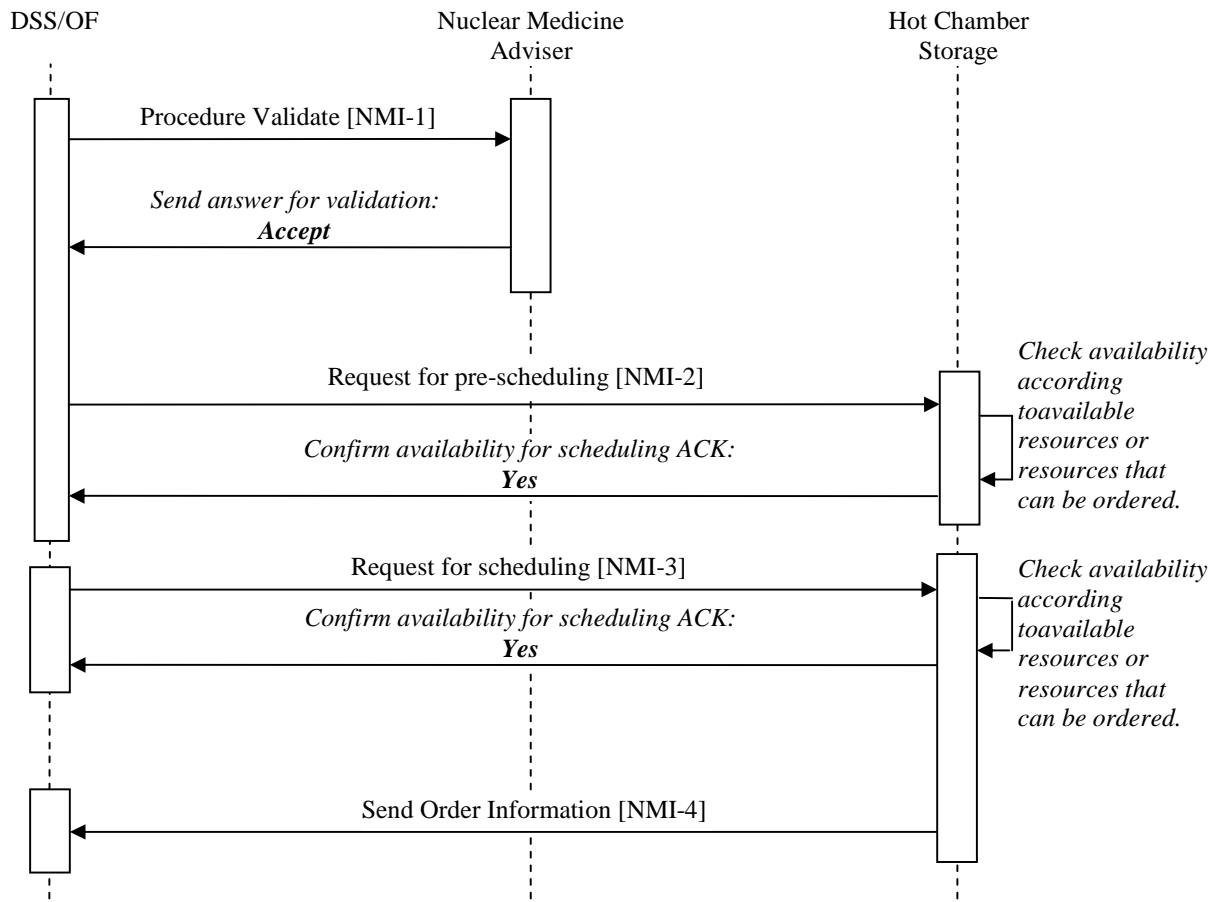 DSS/OF
Nuclear Medicine
Adviser
Hot Chamber
Storage
Procedure Validate [NMI-1]
Send answer for validation:
Accept
Request for pre-scheduling [NMI-2]
Check availability
according
toavailable
resources or
resources that
can be ordered.
Confirm availability for scheduling ACK:
Yes
Request for scheduling [NMI-3]
Check availability
according
toavailable
resources or
resources that
can be ordered.
Confirm availability for scheduling ACK:
Yes
Send Order Information [NMI-4]